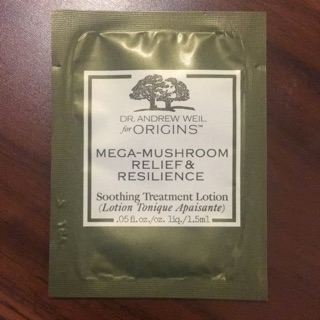 DR. ANDREW WEIL
for ORIGINS™
MEGA-MUSHROOM
RELIEF &
RESILIENCE
Soothing Treatment Lotion
(Lotion Tonique Apaisante)
.05 fl.oz./oz. liq./1.5ml